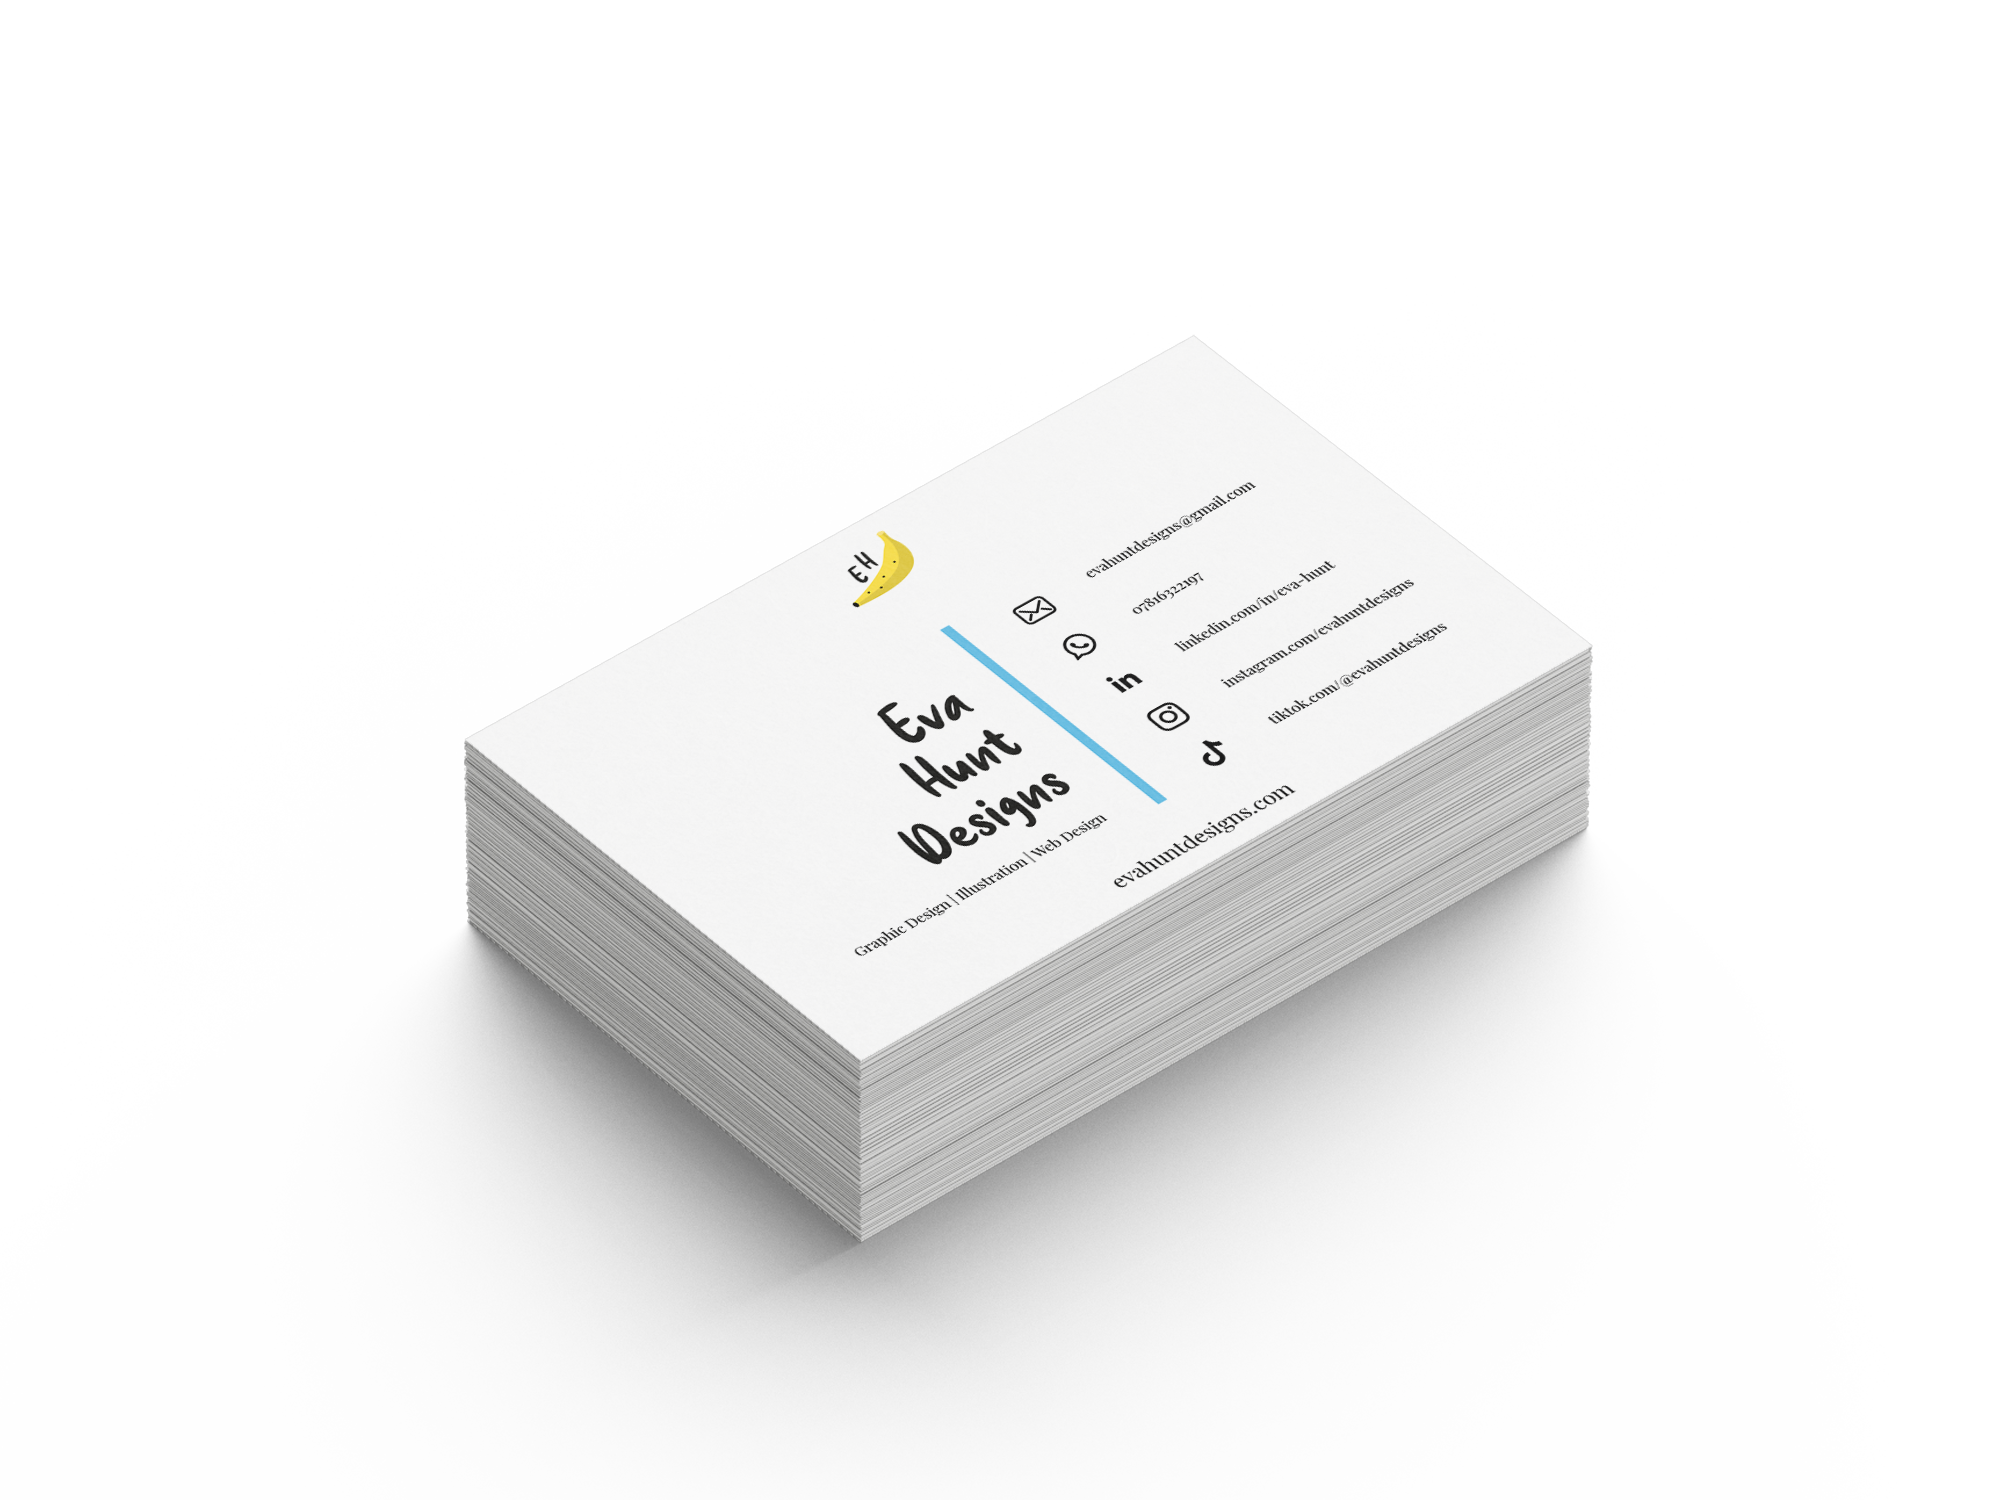 EH
Eva
Hunt
Designs
Graphic Design | Illustration | Web Design
evahuntdesigns@gmail.com
07816322197
linkedin.com/in/eva-hunt
instagram.com/evahuntdesigns
tiktok.com/@evahuntdesigns
evahuntdesigns.com